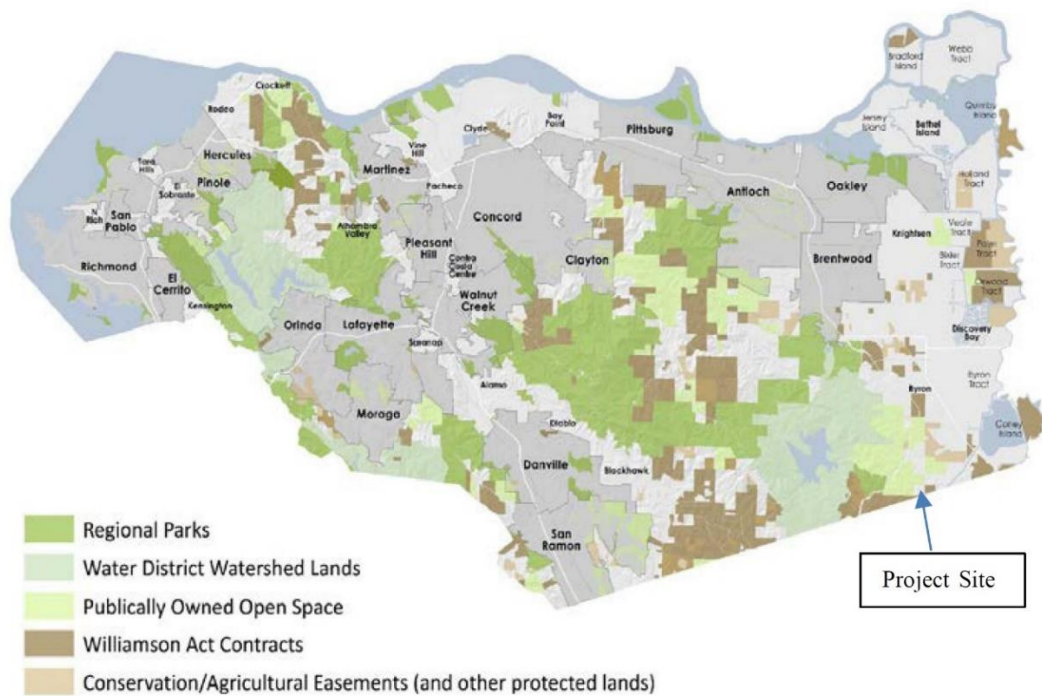 Bradford
Island
Webb
Tract
Crockett
Rodeo
Quimby
Island
Jersey
Island
Bethel
Island
Bay
Point
Clyde
Vine
Hill
Pittsburg
Tara
Hills
Hercules
Martinez
Holland
Tract
El
Sobrante
Pinole
Pacheco
Antioch
Oakley
N
Rich
San
Pablo
Concord
Alhambra
Valley
Knightsen
Veale
Tract
Palm
Tract
Pleasant
Hill
Clayton
Brentwood
Bixler
Tract
Richmond
El
Cerrito
Contra
Costa
Centre
Orwood
Tract
Kensington
Walnut
Creek
Orinda
Lafayette
Saranap
Discovery
Bay
Alamo
Byron
Byron
Tract
Moraga
Diablo
Coney
Island
Danville
Blackhawk
San
Ramon
Project Site
Regional Parks
Water District Watershed Lands
Publically Owned Open Space
Williamson Act Contracts
Conservation/Agricultural Easements (and other protected lands)